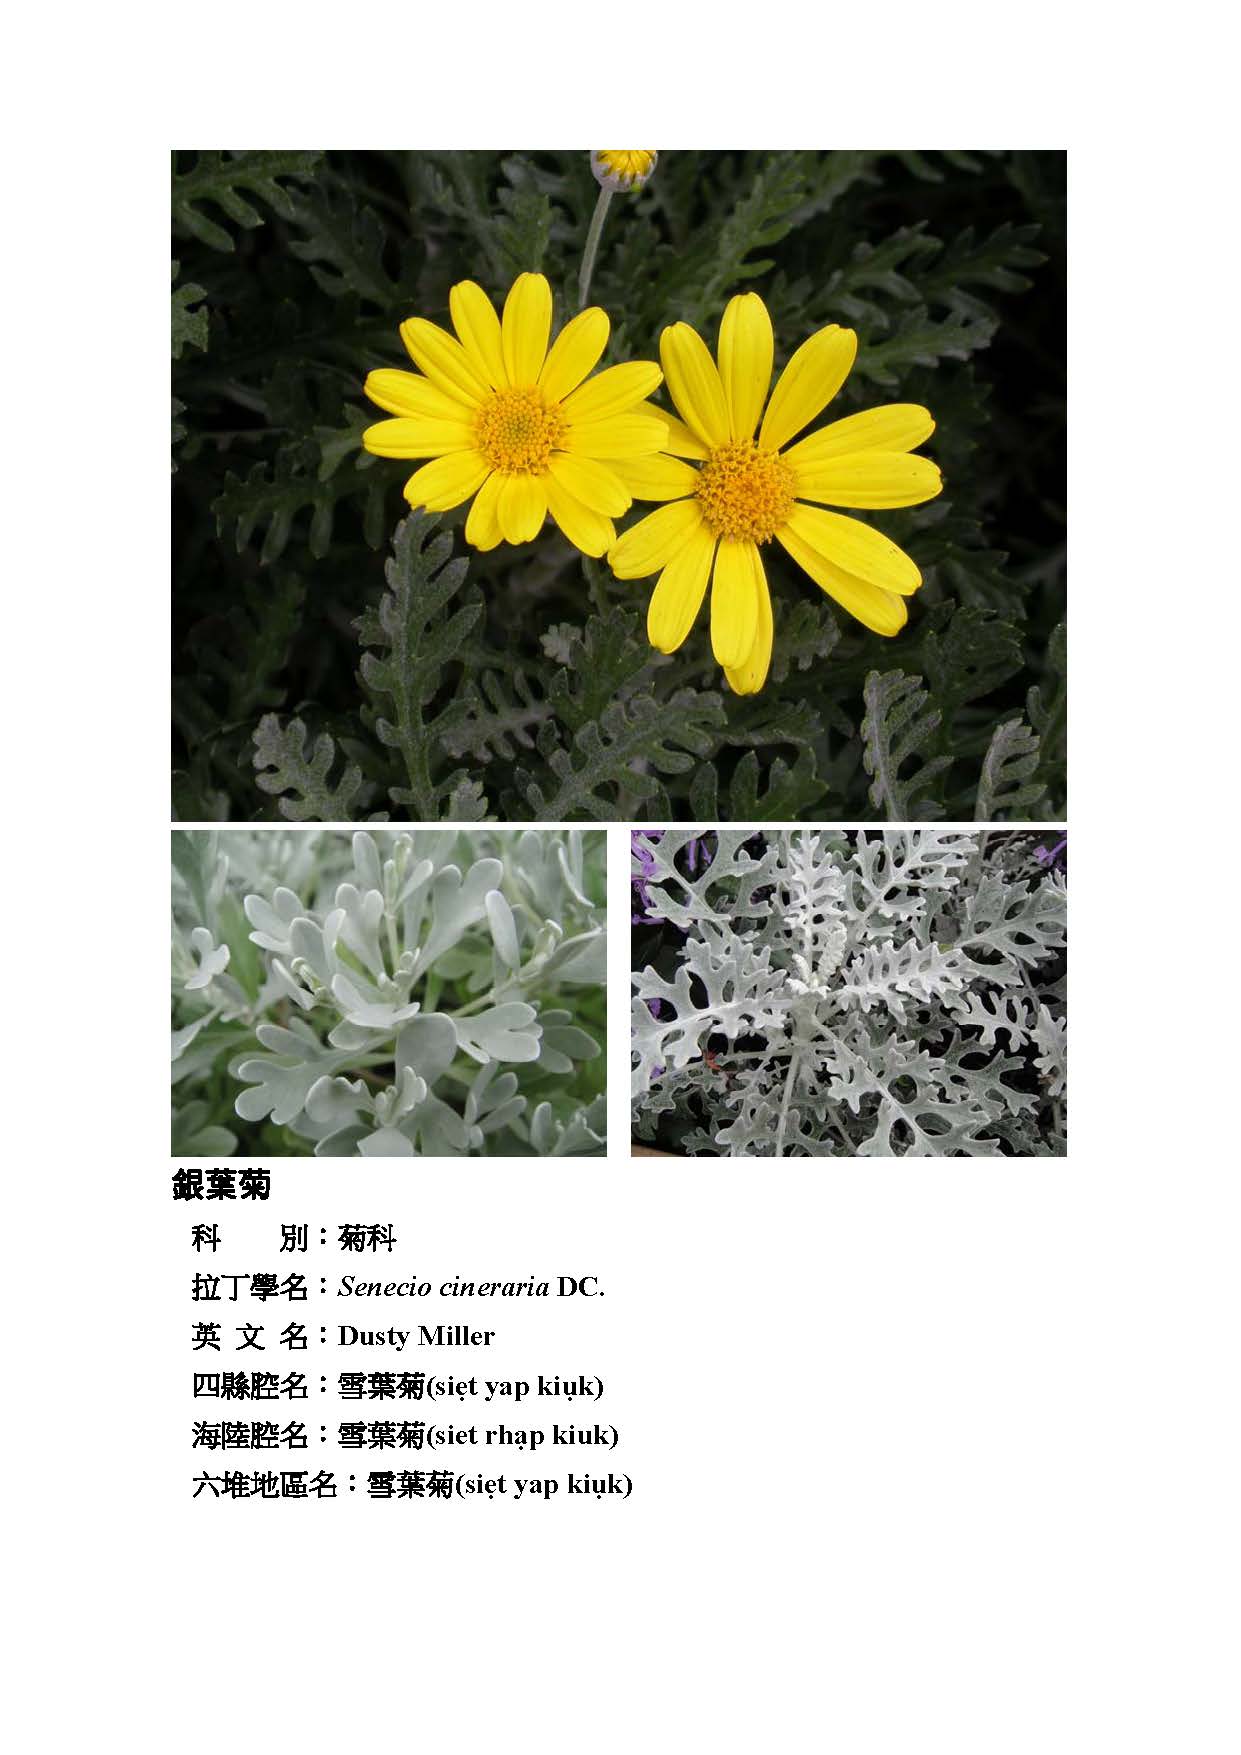 銀葉菊
科　　別：菊科
拉丁學名：Senecio cineraria DC.
英 文 名：Dusty Miller
四縣腔名：雪葉菊(siẹt yap kiụk)
海陸腔名：雪葉菊(siet rhạp kiuk)
六堆地區名：雪葉菊(siẹt yap kiụk)